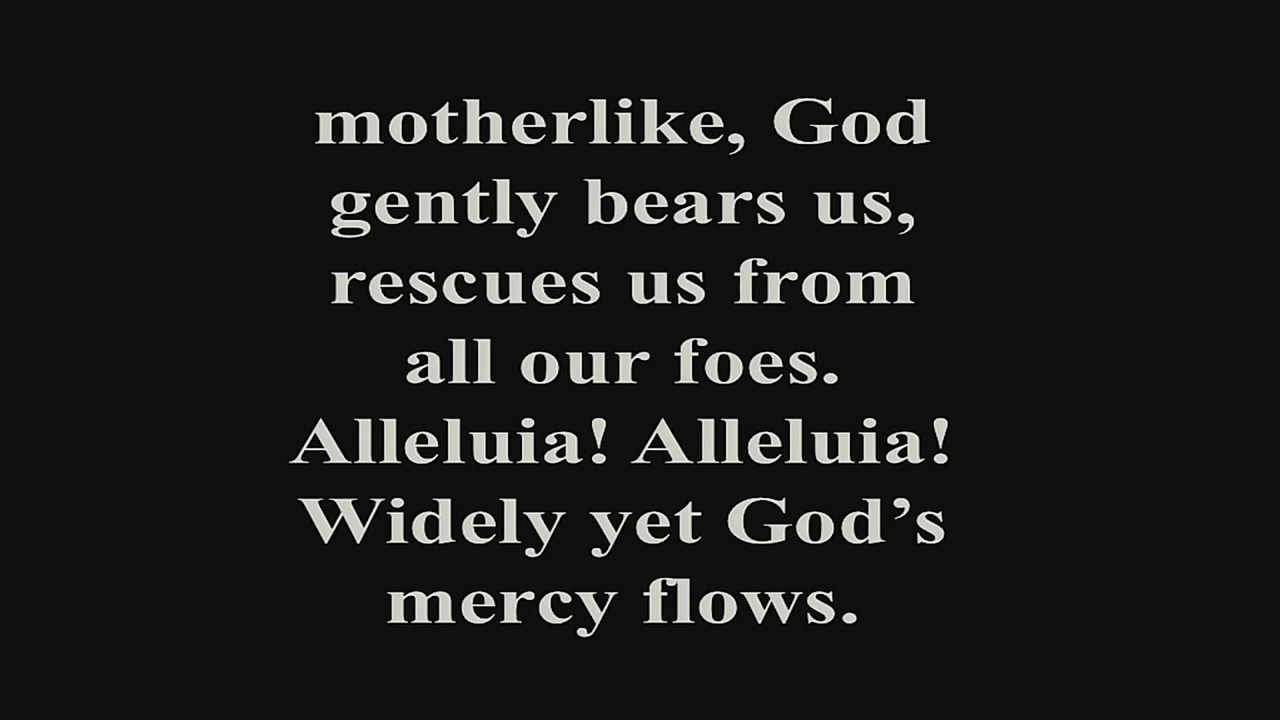 motherlike, God
gently bears us,
rescues us from
all our foes.
Alleluia! Alleluia!
Widely yet God’s
mercy flows.